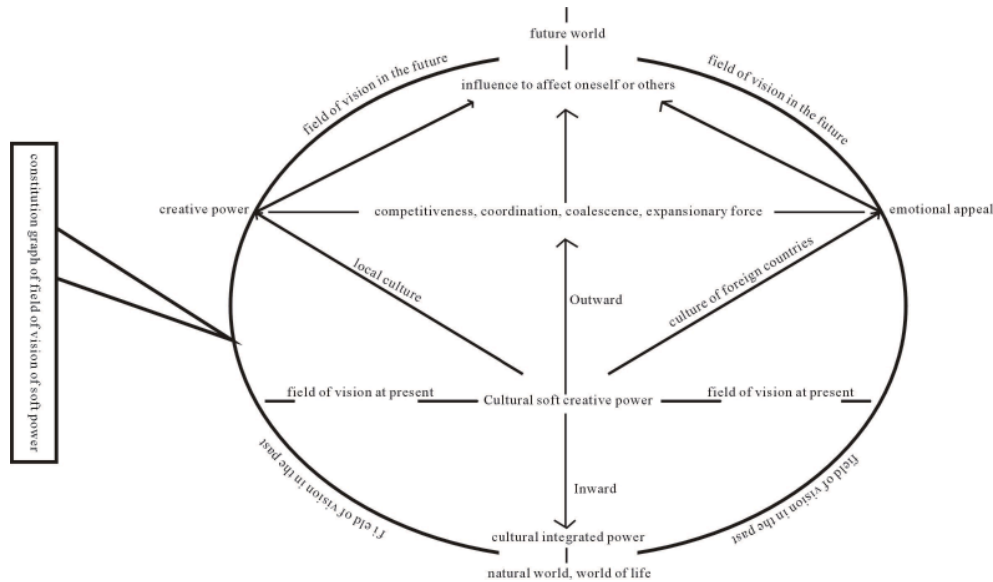 future world
field of vision in the future
field of vision in the future
influence to affect oneself or others
constitution graph of field of vision of soft power
creative power
competitiveness, coordination, coalescence, expansionary force
emotional appeal
local culture
culture of foreign countries
Outward
field of vision at present
Cultural soft creative power
field of vision at present
field of vision in the past
field of vision in the past
Inward
cultural integrated power
natural world, world of life